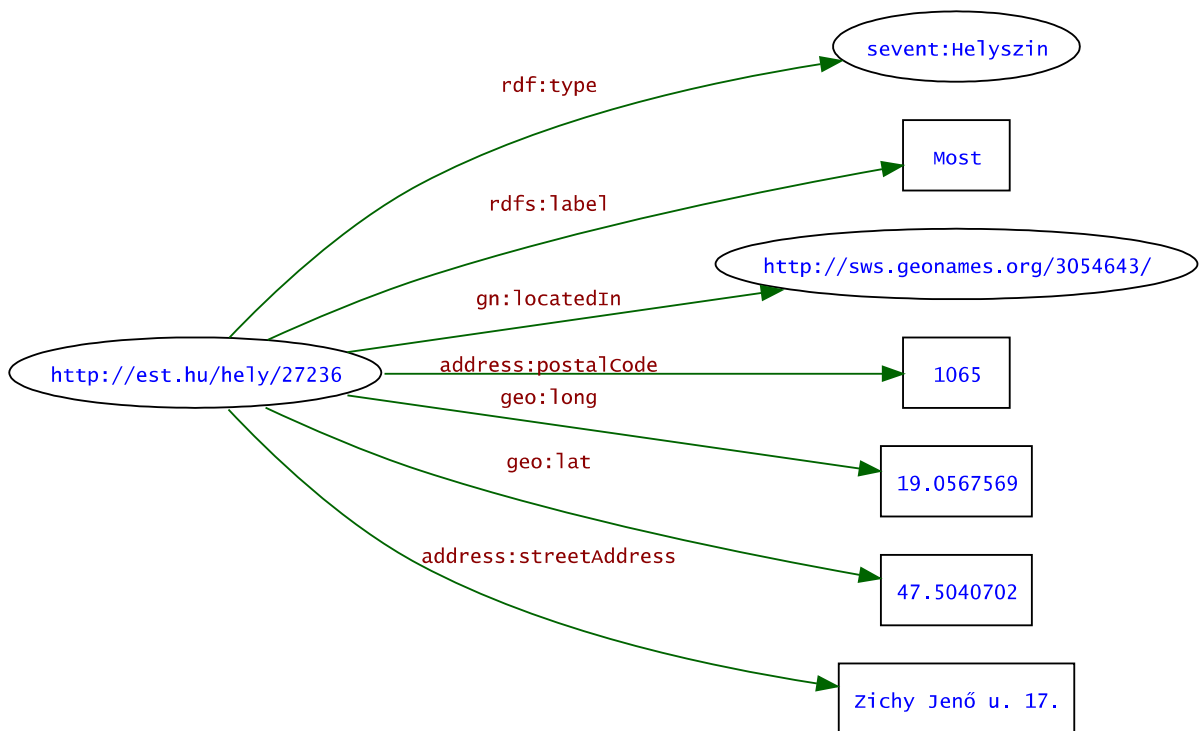 sevent:Helyszin
rdf:type
Most
rdfs:label
http://sws.geonames.org/3054643/
gn:locatedIn
http://est.hu/hely/27236
address:postalCode
1065
geo:long
geo:lat
19.0567569
address:streetAddress
47.5040702
Zichy Jenő u. 17.